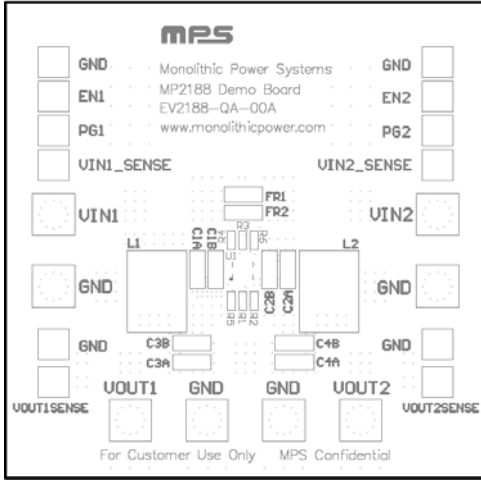 mps
Monolithic Power Systems
MP2188 Demo Board
EV2188-QA-00A
www.monolithicpower.com
GND
EN1
PG1
VIN1_SENSE
VIN1
GND
GND
VOUT1SENSE
GND
EN2
PG2
VIN2_SENSE
VIN2
GND
GND
VOUT2SENSE
FR1
FR2
R3
R4
R6
U1
L1
C1A
C1B
C2B
C2A
L2
R5
R1
R2
C3B
C3A
C4B
C4A
VOUT1
GND
GND
VOUT2
For Customer Use Only
MPS Confidential